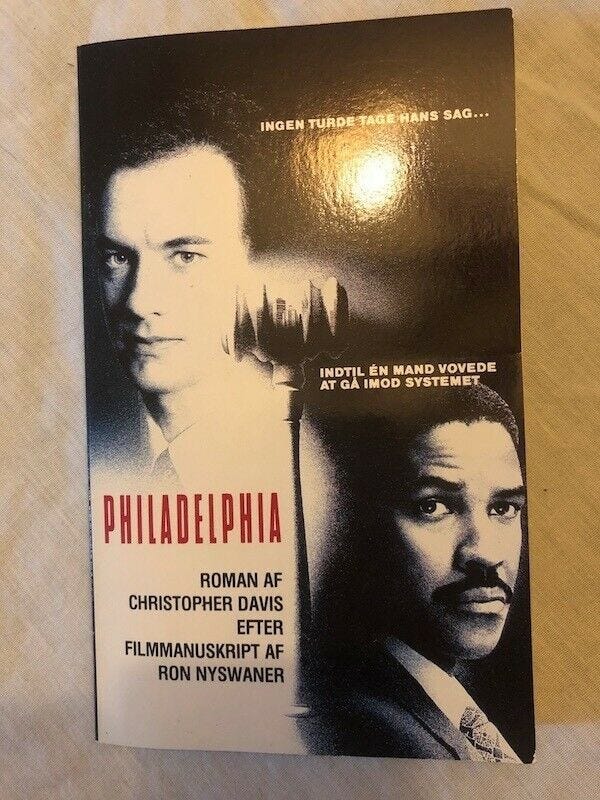 INGEN TURDE TAGE HANS SAG...
INDTIL ÉN MAND VOVEDE
AT GÅ IMOD SYSTEMET
PHILADELPHIA
ROMAN AF
CHRISTOPHER DAVIS
EFTER
FILMMANUSKRIPT AF
RON NYSWANER